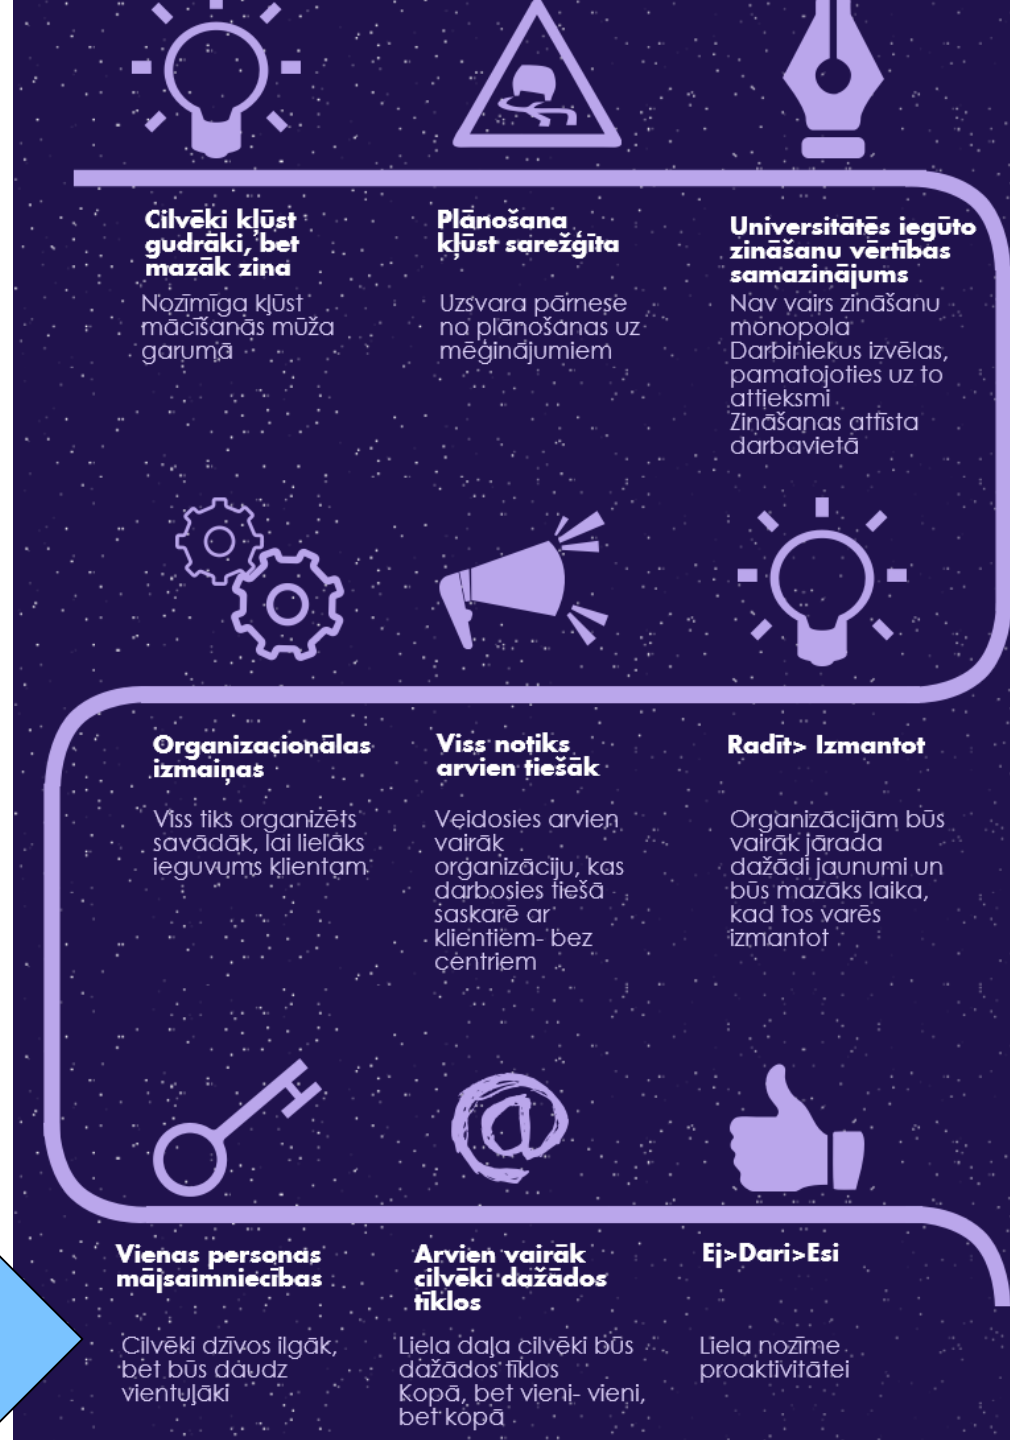 Cilvēki kļūst
gudrāki, bet
mazāk zina
Nozīmīga kļūst
mācīšanās mūža
garumā
Plānošana
kļūst sarežģīta
Uzsvara pārnese
no plānošanas uz
mēģinājumiem
Universitātēs iegūto
zināšanu vērtības
samazinājums
Nav vairs zināšanu
monopola
Darbiniekus izvēlas,
pamatojoties uz to
attieksmi
Zināšanas attīsta
darbavietā
Organizacionālas
izmaiņas
Viss tiks organizēts
savādāk, lai lielāks
ieguvums klientam
Viss notiks
arvien tiešāk
Veidosies arvien
vairāk
organizāciju, kas
darbosies tiešā
saskarē ar
klientiem- bez
centriem
Radīt> Izmantot
Organizācijām būs
vairāk jārada
dažādi jaunumi un
būs mazāks laika,
kad tos varēs
izmantot
Vienas personas
mājsaimniecības
Cilvēki dzīvos ilgāk,
bet būs daudz
vientuļāki
Arvien vairāk
cilvēki dažādos
tīklos
Liela daļa cilvēki būs
dažādos tīklos
Kopā, bet vieni- vieni,
bet kopā
Ej>Dari>Esi
Liela nozīme
proaktivitātei